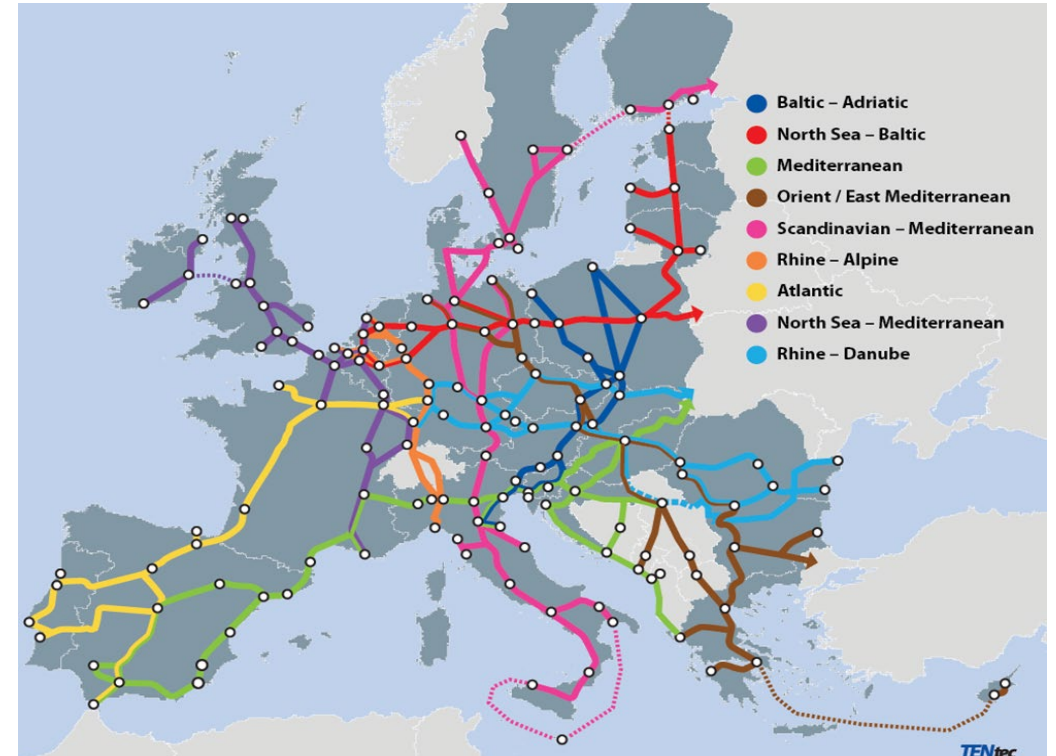 Baltic – Adriatic
North Sea – Baltic
Mediterranean
Orient / East Mediterranean
Scandinavian – Mediterranean
Rhine – Alpine
Atlantic
North Sea – Mediterranean
Rhine – Danube
TENtec